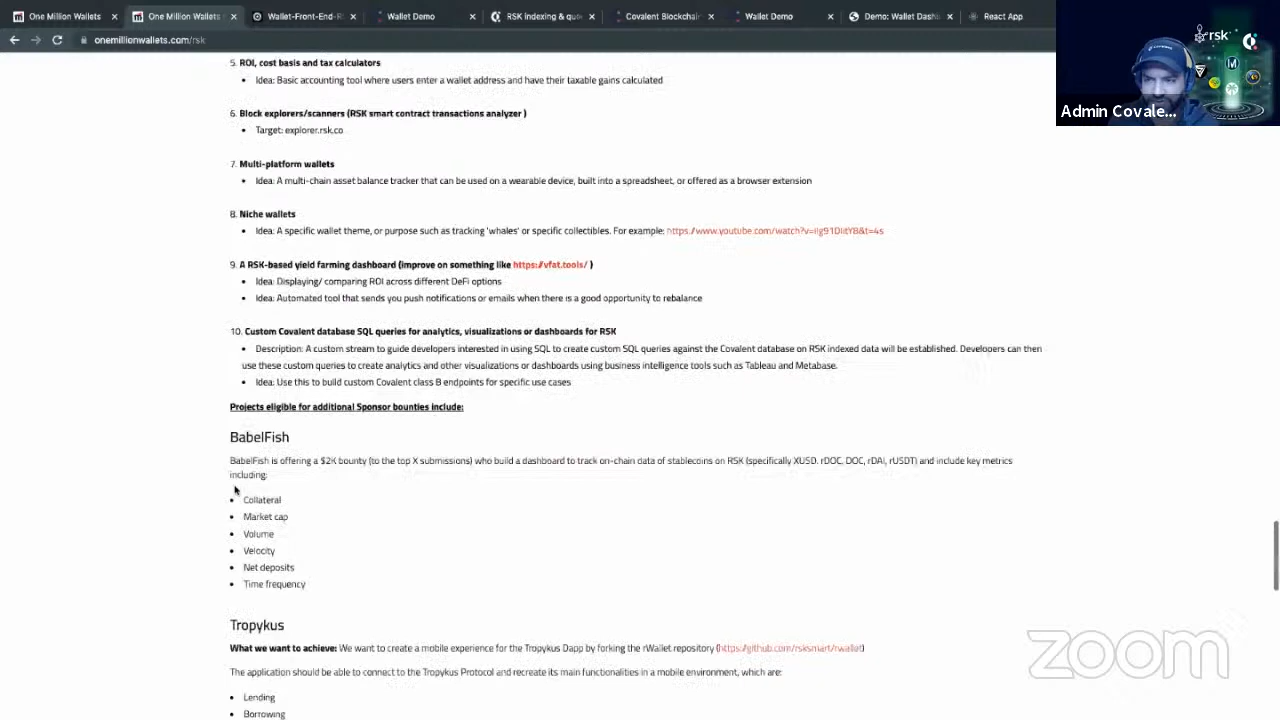 One Million Wallets
One Million Wallets
Wallet-Front-End-R
Wallet Demo
RSK Indexing & que
Covalent Blockchain
Wallet Demo
Demo: Wallet Dashb
React App
onemillionwallets.com/rsk
rsk
Admin Covale...
5. ROI, cost basis and tax calculators
Idea: Basic accounting tool where users enter a wallet address and have their taxable gains calculated
6. Block explorers/scanners (RSK smart contract transactions analyzer )
Target: explorer.rsk.co
7. Multi-platform wallets
Idea: A multi-chain asset balance tracker that can be used on a wearable device, built into a spreadsheet, or offered as a browser extension
8. Niche wallets
Idea: A specific wallet theme, or purpose such as tracking 'whales' or specific collectibles. For example:
9. A RSK-based yield farming dashboard (improve on something like https://vfat.tools/ )
Idea: Displaying/ comparing ROI across different DeFi options
Idea: Automated tool that sends you push notifications or emails when there is a good opportunity to rebalance
10. Custom Covalent database SQL queries for analytics, visualizations or dashboards for RSK
Description: A custom stream to guide developers interested in using SQL to create custom SQL queries against the Covalent database on RSK indexed data will be established. Developers can then
use these custom queries to create analytics and other visualizations or dashboards using business intelligence tools such as Tableau and Metabase.
Idea: Use this to build custom Covalent class B endpoints for specific use cases
Projects eligible for additional Sponsor bounties include:
BabelFish
BabelFish is offering a $2K bounty (to the top X submissions) who build a dashboard to track on-chain data of stablecoins on RSK (specifically XUSD. rDOC, DOC, rDAI, rUSDT) and include key metrics
including:
Collateral
Market cap
Volume
Velocity
Net deposits
Time frequency
Tropykus
What we want to achieve: We want to create a mobile experience for the Tropykus Dapp by forking the rWallet repository (https://github.com/rsksmart/rwallet)
The application should be able to connect to the Tropykus Protocol and recreate its main functionalities in a mobile environment, which are:
Lending
Borrowing
zoom